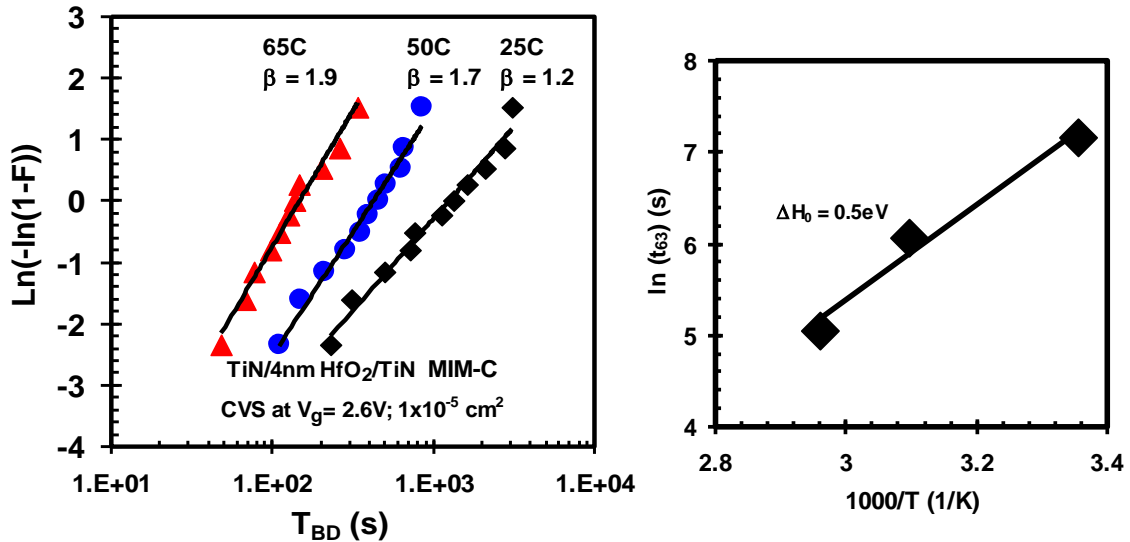 3
2
1
0
-1
-2
-3
-4
Ln(-ln(1-F))
65C 50C 25C
β = 1.9 β = 1.7 β = 1.2
TiN/4nm HfO2/TiN MIM-C
CVS at Vg= 2.6V; 1x10-5 cm2
1.E+01 1.E+02 1.E+03 1.E+04
TBD (s)
8
7
6
5
4
ln (t63) (s)
ΔH0 = 0.5eV
2.8 3 3.2 3.4
1000/T (1/K)